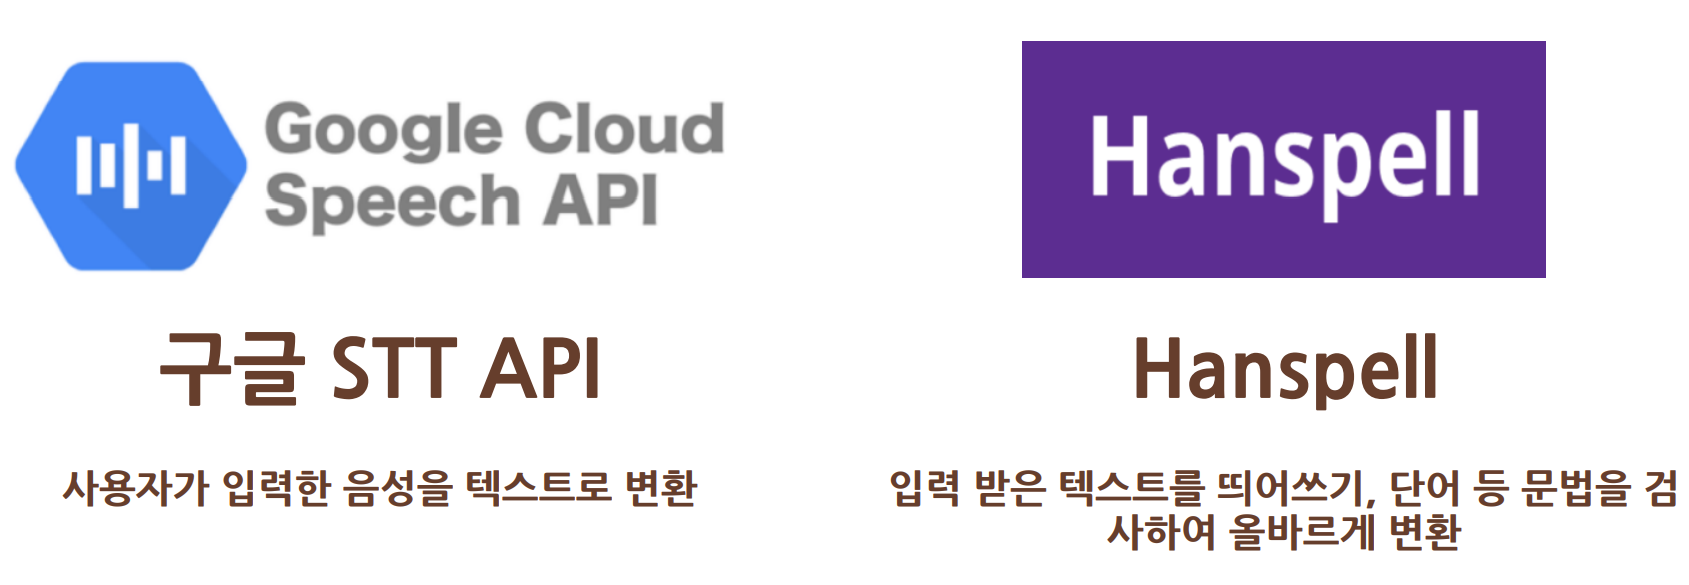 Google Cloud
Speech API
Hanspell
구글 STT API
Hanspell
사용자가 입력한 음성을 텍스트로 변환
입력 받은 텍스트를 띄어쓰기, 단어 등 문법을 검
사하여 올바르게 변환